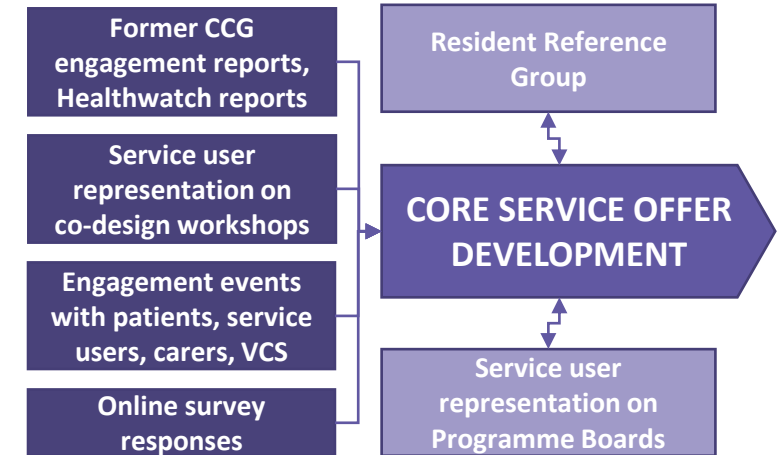 Former CCG
engagement reports,
Healthwatch reports
Service user
representation on
co-design workshops
Engagement events
with patients, service
users, carers, VCS
Online survey
responses
Resident Reference
Group
CORE SERVICE OFFER
DEVELOPMENT
Service user
representation on
Programme Boards